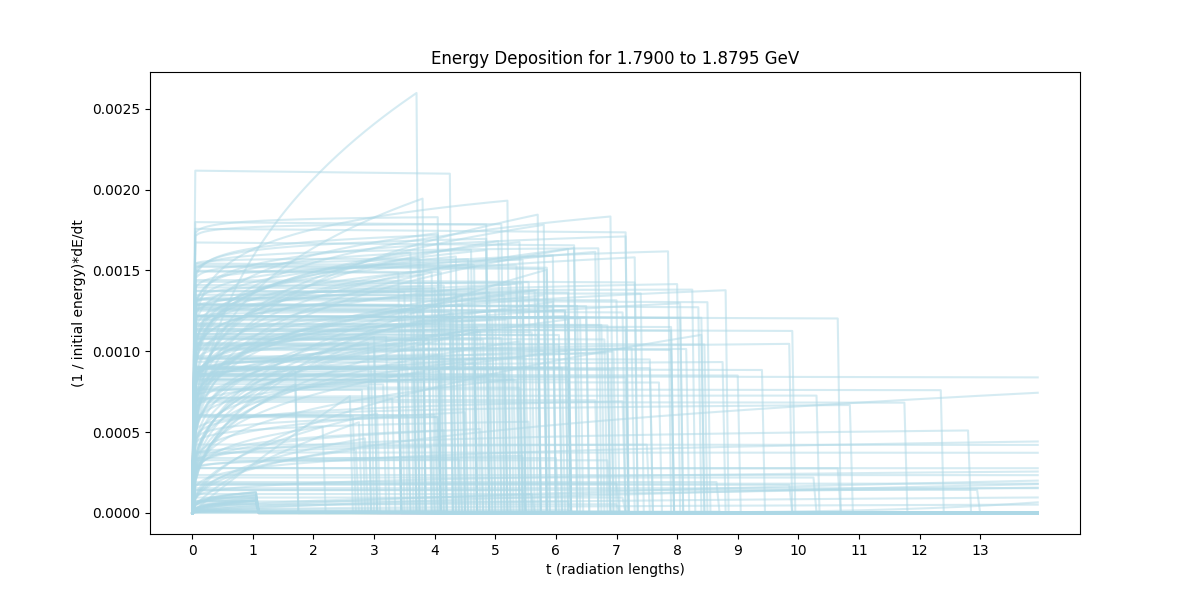 Energy Deposition for 1.7900 to 1.8795 GeV
(1 / initial energy)*dE/dt
0.0025
0.0020
0.0015
0.0010
0.0005
0.0000
0 1 2 3 4 5 6 7 8 9 10 11 12 13
t (radiation lengths)